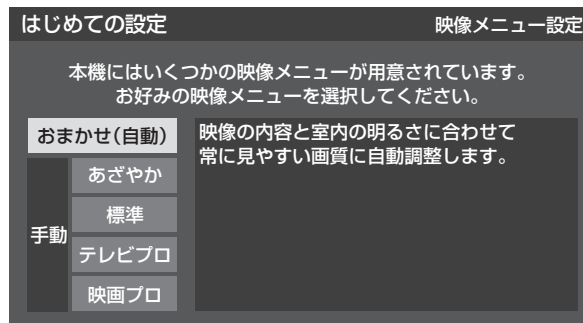 はじめての設定
映像メニュー設定
本機にはいくつかの映像メニューが用意されています。
お好みの映像メニューを選択してください。
おまかせ(自動)
映像の内容と室内の明るさに合わせて
常に見やすい画質に自動調整します。
手動
あざやか
標準
テレビプロ
映画プロ